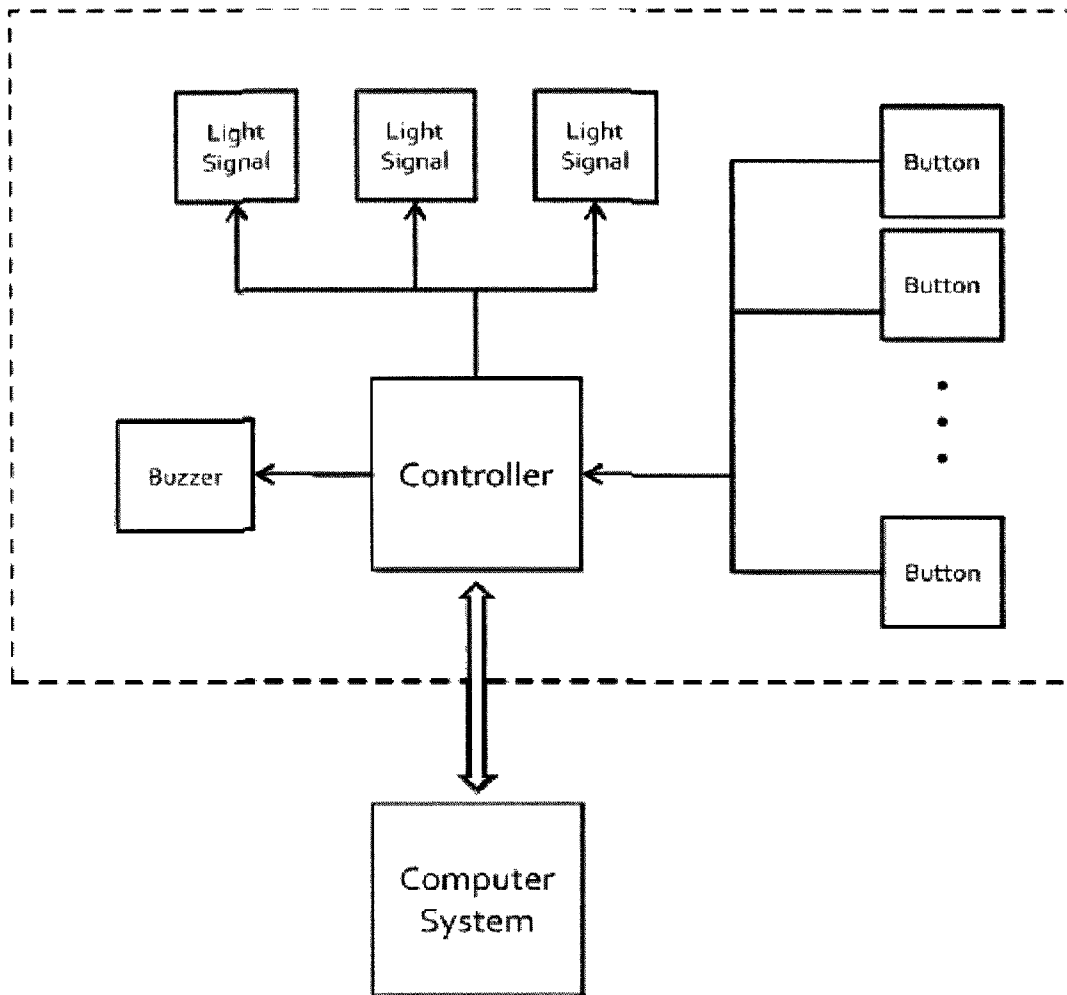 Light
Signal
Light
Signal
Light
Signal
Button
Button
Buzzer
Controller
Button
Computer
System